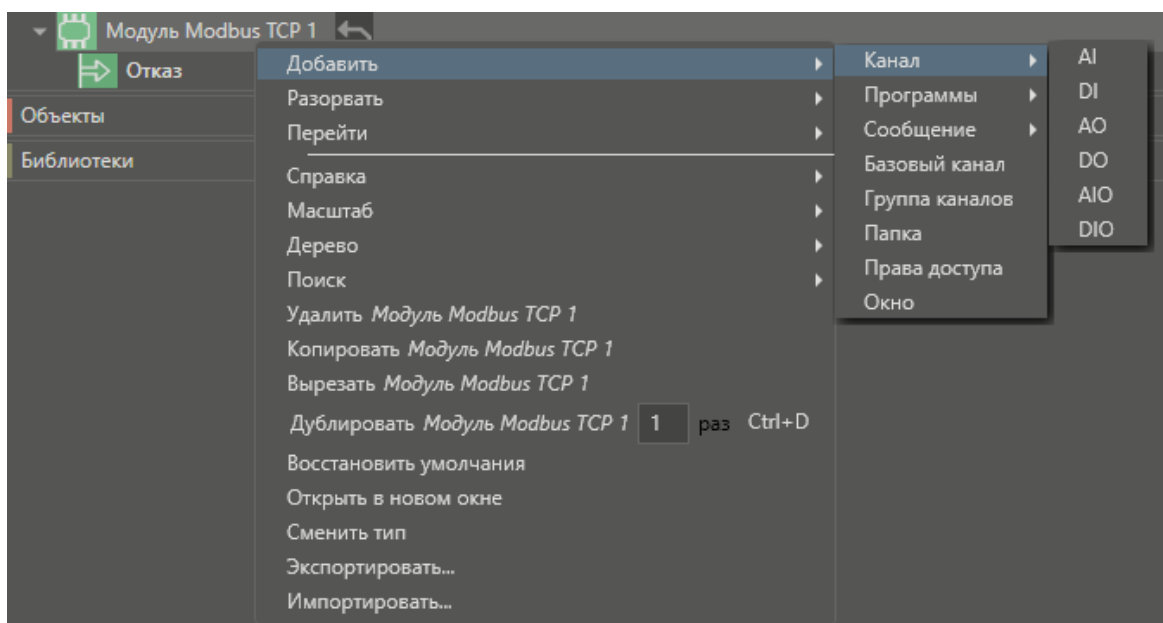 Модуль Modbus TCP 1
Отказ
Объекты
Библиотеки
Добавить
Разорвать
Перейти
Справка
Масштаб
Дерево
Поиск
Удалить Модуль Modbus TCP 1
Копировать Модуль Modbus TCP 1
Вырезать Модуль Modbus TCP 1
Дублировать Модуль Modbus TCP 1 1 раз Ctrl+D
Восстановить умолчания
Открыть в новом окне
Сменить тип
Экспортировать...
Импортировать...
Канал
Программы
Сообщение
Базовый канал
Группа каналов
Папка
Права доступа
Окно
AI
DI
AO
DO
AIO
DIO